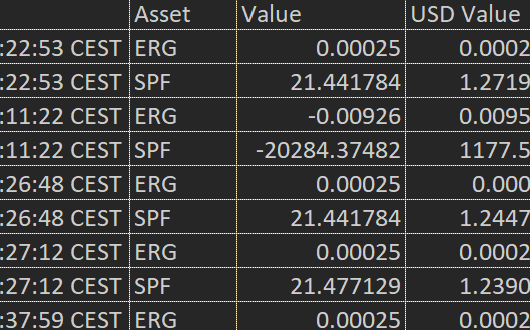 Asset Value USD Value
:22:53 CEST ERG 0.00025 0.0002
:22:53 CEST SPF 21.441784 1.2719
:11:22 CEST ERG -0.00926 0.0095
:11:22 CEST SPF -20284.37482 1177.5
:26:48 CEST ERG 0.00025 0.000
:26:48 CEST SPF 21.441784 1.2447
:27:12 CEST ERG 0.00025 0.0002
:27:12 CEST SPF 21.477129 1.2390
:37:59 CEST ERG 0.00025 0.0002